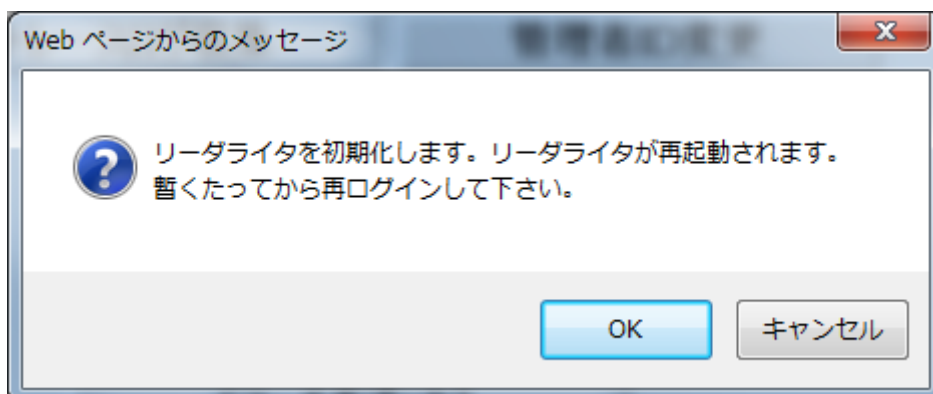 Web ページからのメッセージ
リーダライタを初期化します。リーダライタが再起動されます。
暫くたってから再ログインして下さい。
OK
キャンセル